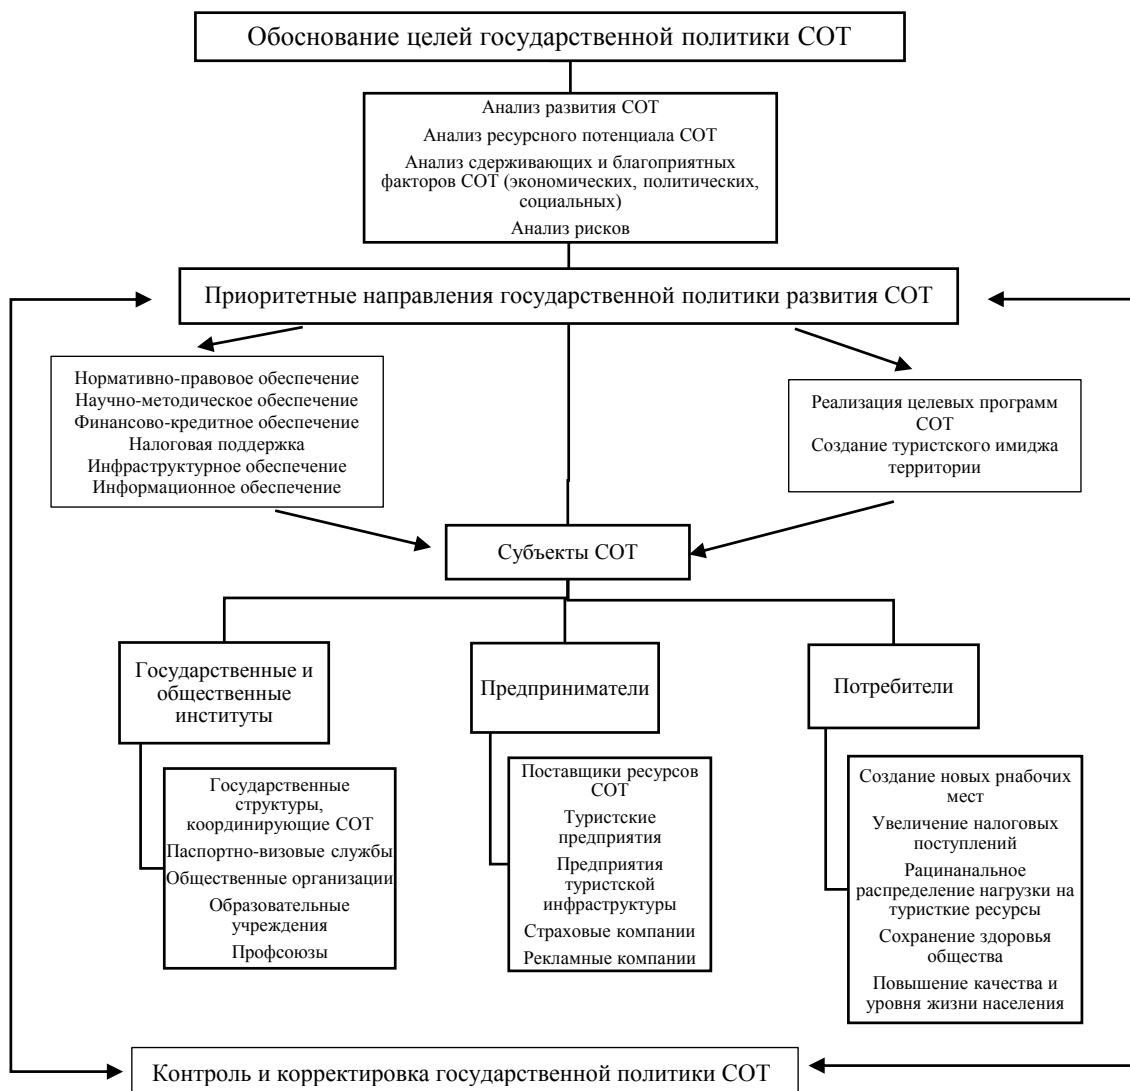 Обоснование целей государственной политики СОТ
Анализ развития СОТ
Анализ ресурсного потенциала СОТ
Анализ сдерживающих и благоприятных
факторов СОТ (экономических, политических,
социальных)
Анализ рисков
Приоритетные направления государственной политики развития СОТ
Нормативно-правовое обеспечение
Научно-методическое обеспечение
Финансово-кредитное обеспечение
Налоговая поддержка
Инфраструктурное обеспечение
Информационное обеспечение
Реализация целевых программ
СОТ
Создание туристского имиджа
территории
Субъекты СОТ
Государственные и
общественные
институты
Предприниматели
Потребители
Государственные
структуры,
координирующие СОТ
Паспортно-визовые службы
Общественные организации
Образовательные
учреждения
Профсоюзы
Поставщики ресурсов
СОТ
Туристские
предприятия
Предприятия
туристской
инфраструктуры
Страховые компании
Рекламные компании
Создание новых рнабочих
мест
Увеличение налоговых
поступлений
Рацинанальное
распределение нагрузки на
туристкие ресурсы
Сохранение здоровья
общества
Повышение качества и
уровня жизни населения
Контроль и корректировка государственной политики СОТ